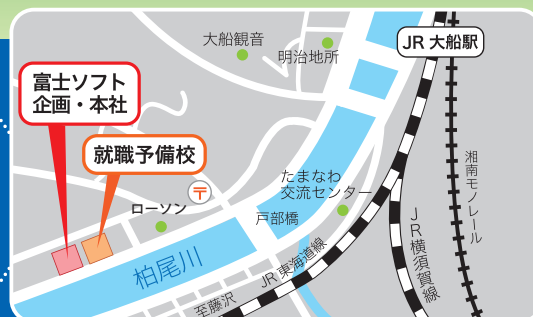 大船観音
明治地所
JR 大船駅
富士ソフト
企画・本社
就職予備校
〒
ローソン
たまなわ
交流センター
戸部橋
湘南モノレール
柏尾川
JR 東海道線
JR横須賀線
至藤沢